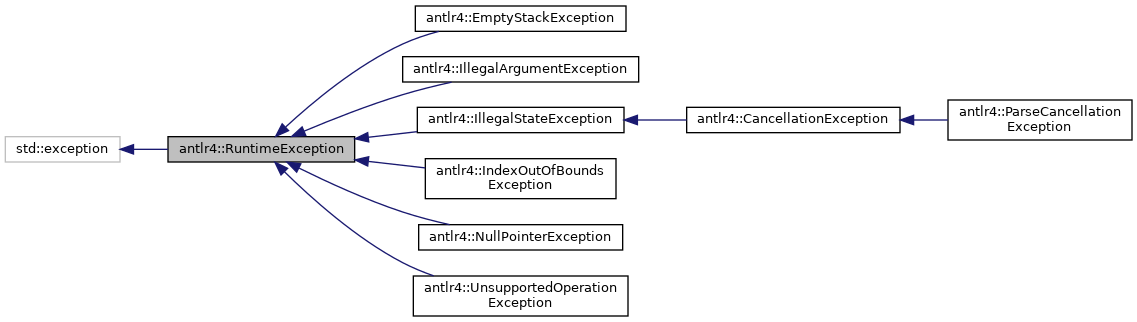 antlr4::EmptyStackException
antlr4::IllegalArgumentException
antlr4::IllegalStateException
antlr4::CancellationException
antlr4::ParseCancellation
Exception
std::exception
antlr4::RuntimeException
antlr4::IndexOutOfBounds
Exception
antlr4::NullPointerException
antlr4::UnsupportedOperation
Exception